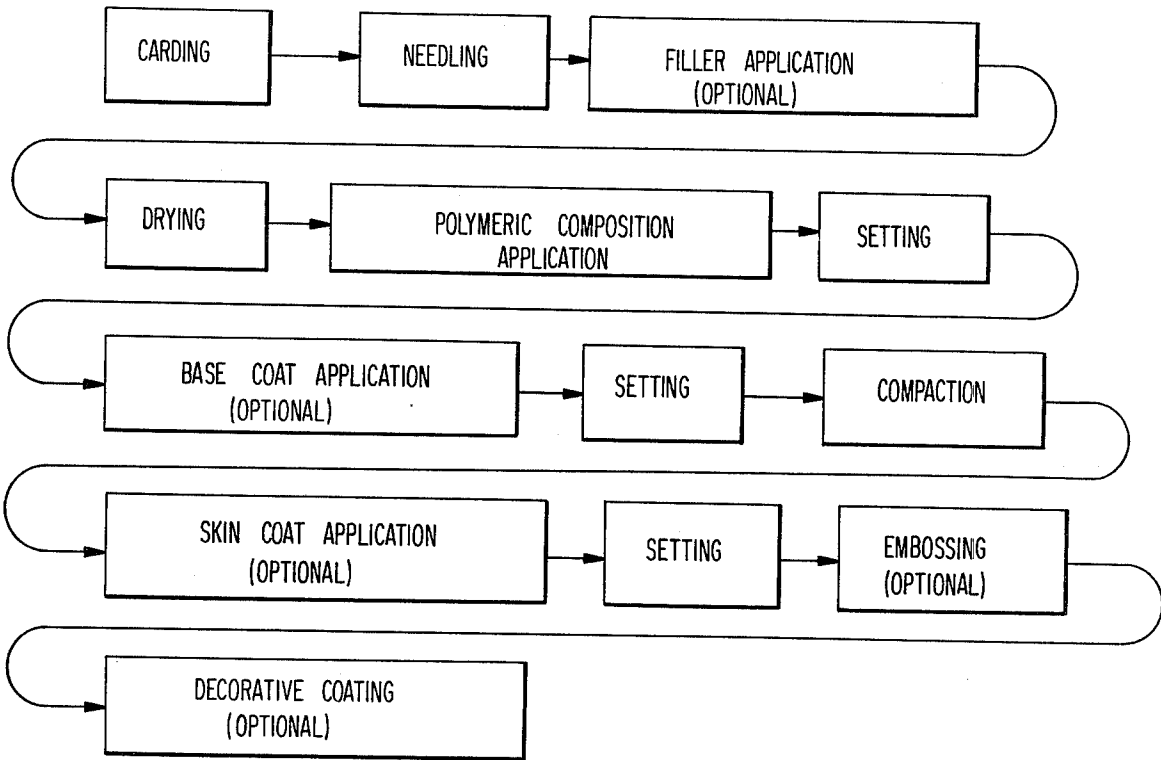 CARDING
NEEDLING
FILLER APPLICATION
(OPTIONAL)
DRYING
POLYMERIC COMPOSITION
APPLICATION
SETTING
BASE COAT APPLICATION
(OPTIONAL)
SETTING
COMPACTION
SKIN COAT APPLICATION
(OPTIONAL)
SETTING
EMBOSSING
(OPTIONAL)
DECORATIVE COATING
(OPTIONAL)